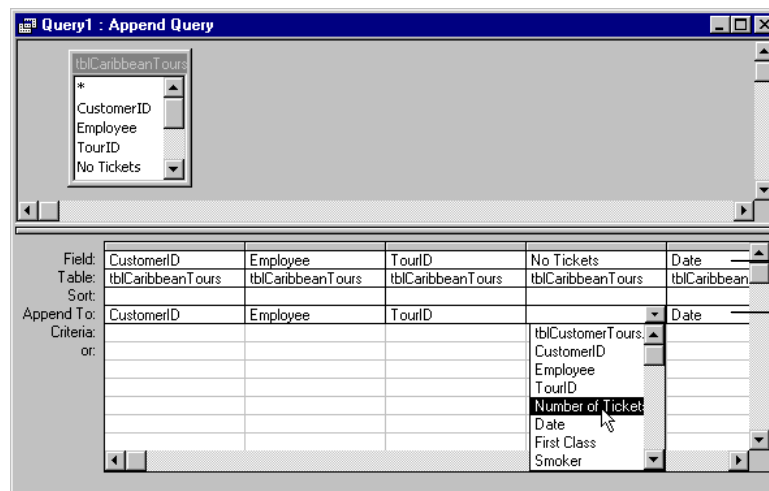 Query1 : Append Query
tblCaribbeanTours
*
CustomerID
Employee
TourID
No Tickets
Field: CustomerID Employee TourID No Tickets Date
Table: tblCaribbeanTours tblCaribbeanTours tblCaribbeanTours tblCaribbeanTours tblCaribbean
Sort:
Append To: CustomerID Employee TourID Date
Criteria: tblCustomerTours.
or: CustomerID
Employee
TourID
Number of Ticket
Date
First Class
Smoker